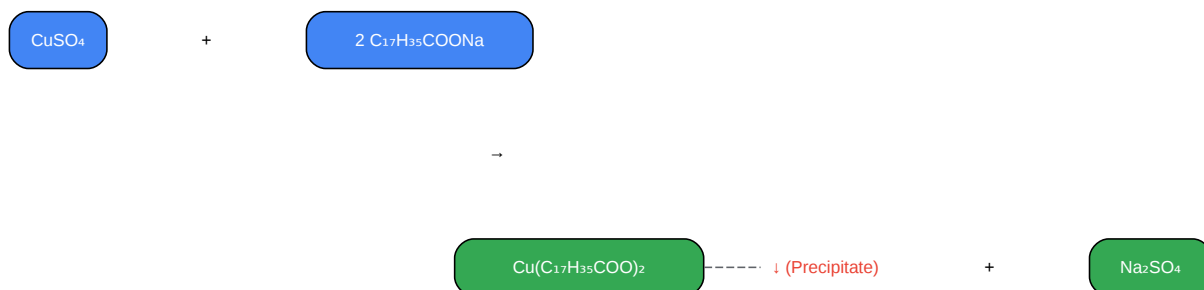 CuSO₄ + 2 C₁₇H₃₅COONa
→
Cu(C₁₇H₃₅COO)₂ ↓ (Precipitate) + Na₂SO₄